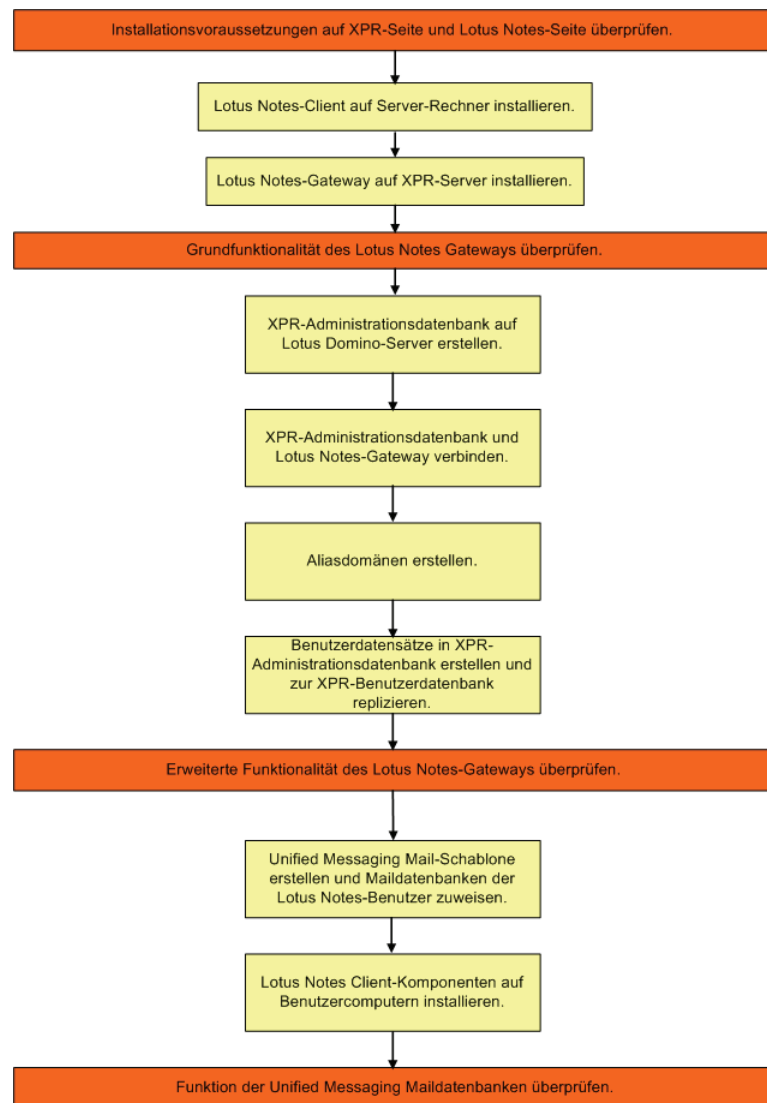 Installationsvoraussetzungen auf XPR-Seite und Lotus Notes-Seite überprüfen.
Lotus Notes-Client auf Server-Rechner installieren.
Lotus Notes-Gateway auf XPR-Server installieren.
Grundfunktionalität des Lotus Notes Gateways überprüfen.
XPR-Administrationsdatenbank auf
Lotus Domino-Server erstellen.
XPR-Administrationsdatenbank und
Lotus Notes-Gateway verbinden.
Aliasdomänen erstellen.
Benutzerdatensätze in XPR-
Administrationsdatenbank erstellen und
zur XPR-Benutzerdatenbank
replizieren.
Erweiterte Funktionalität des Lotus Notes-Gateways überprüfen.
Unified Messaging Mail-Schablone
erstellen und Maildatenbanken der
Lotus Notes-Benutzer zuweisen.
Lotus Notes Client-Komponenten auf
Benutzercomputern installieren.
Funktion der Unified Messaging Maildatenbanken überprüfen.